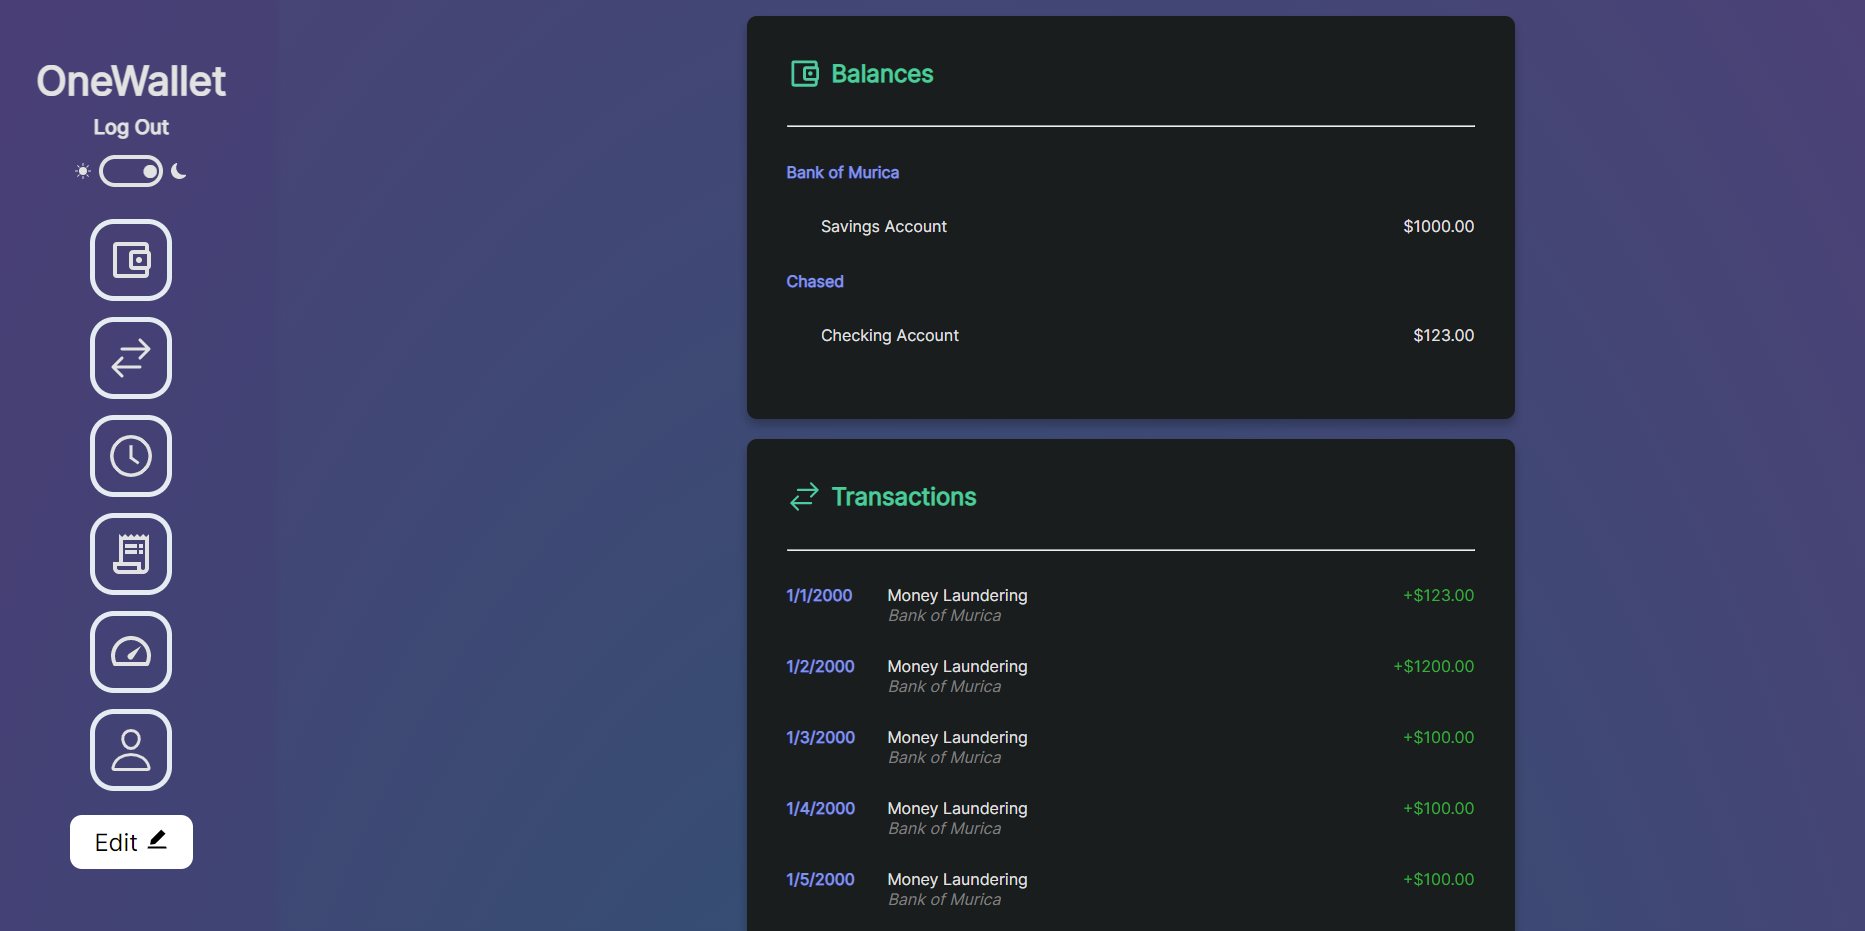 OneWallet
Log Out
Edit
Balances
Bank of Murica
Savings Account $1000.00
Chased
Checking Account $123.00
Transactions
1/1/2000 Money Laundering +$123.00
Bank of Murica
1/2/2000 Money Laundering +$1200.00
Bank of Murica
1/3/2000 Money Laundering +$100.00
Bank of Murica
1/4/2000 Money Laundering +$100.00
Bank of Murica
1/5/2000 Money Laundering +$100.00
Bank of Murica